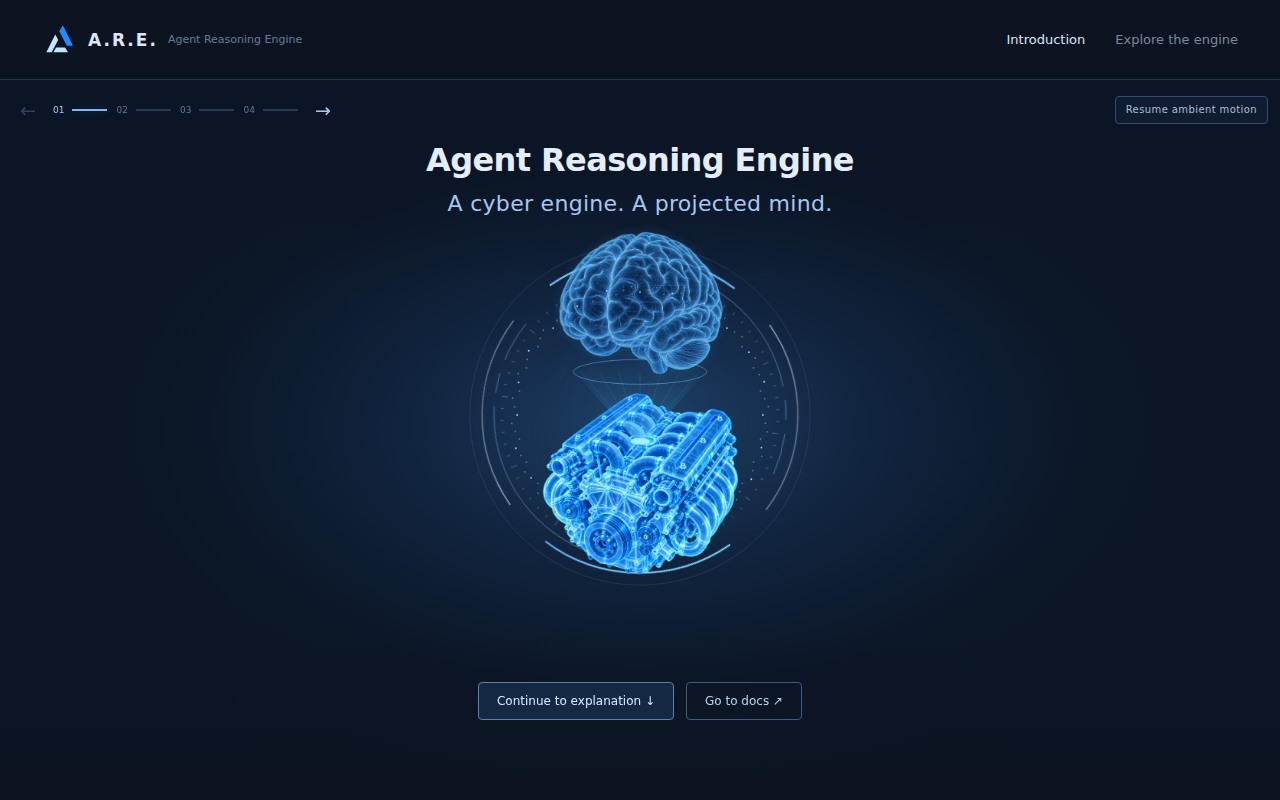 A.R.E. Agent Reasoning Engine
Introduction Explore the engine
← 01 02 03 04 →
Resume ambient motion
Agent Reasoning Engine
A cyber engine. A projected mind.
Continue to explanation ↓
Go to docs ↗